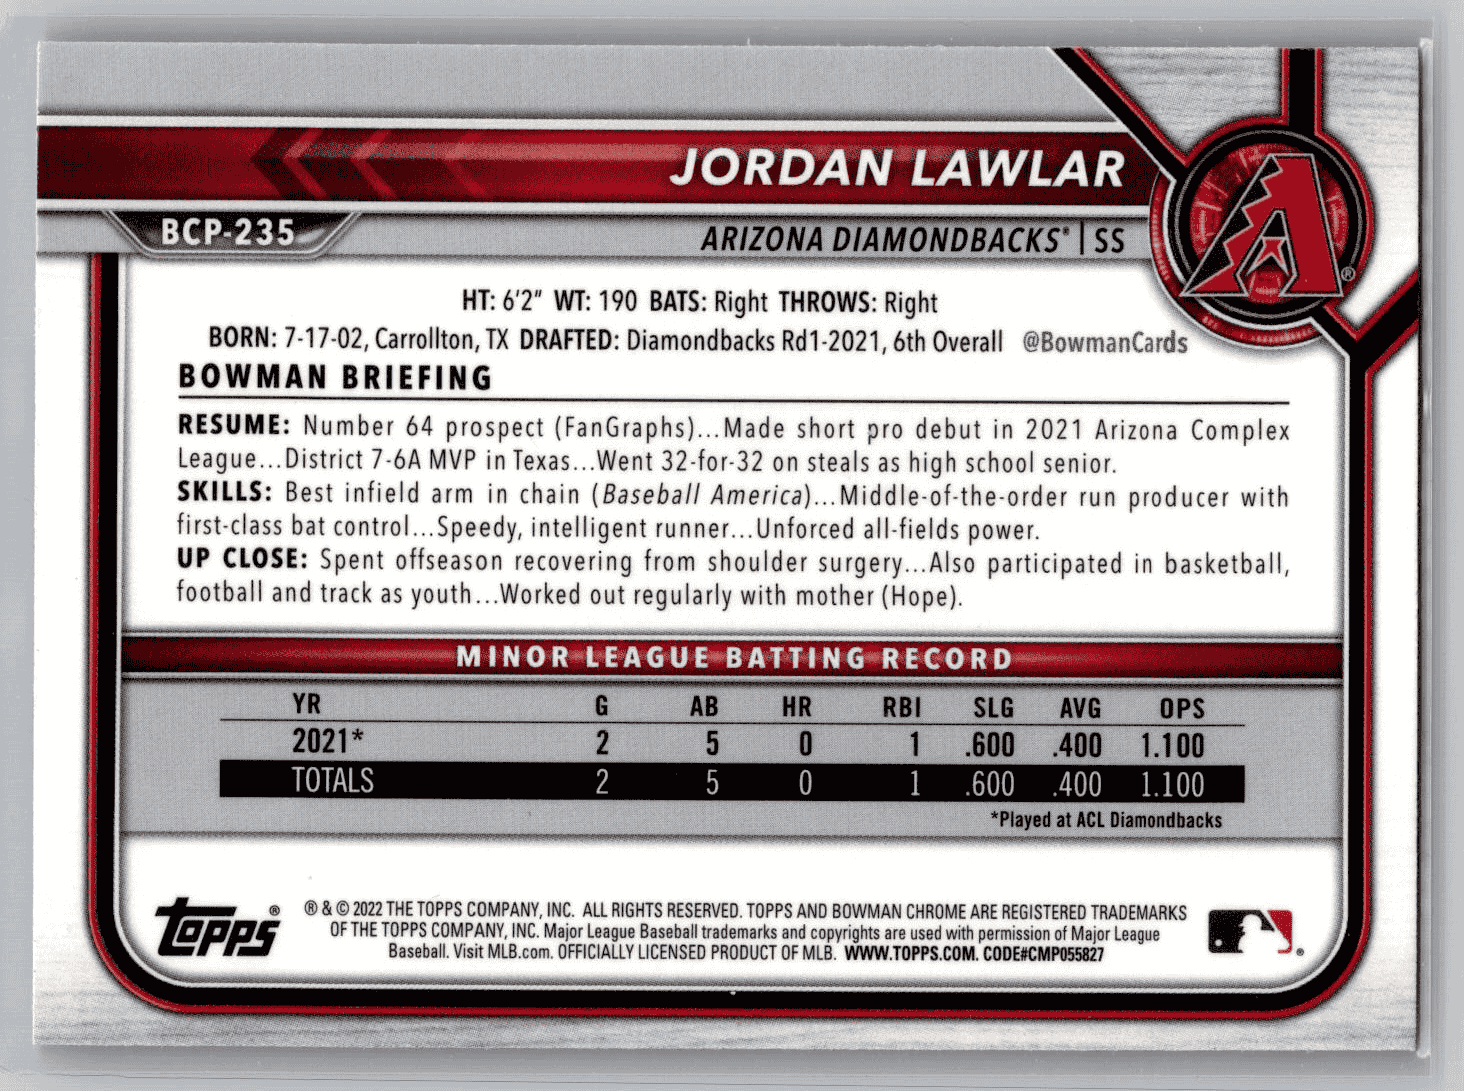 JORDAN LAWLAR
BCP-235
ARIZONA DIAMONDBACKS® | SS
A®
HT: 6'2" WT: 190 BATS: Right THROWS: Right
BORN: 7-17-02, Carrollton, TX DRAFTED: Diamondbacks Rd1-2021, 6th Overall @BowmanCards
BOWMAN BRIEFING
RESUME: Number 64 prospect (FanGraphs)...Made short pro debut in 2021 Arizona Complex
League...District 7-6A MVP in Texas...Went 32-for-32 on steals as high school senior.
SKILLS: Best infield arm in chain (Baseball America)...Middle-of-the-order run producer with
first-class bat control...Speedy, intelligent runner...Unforced all-fields power.
UP CLOSE: Spent offseason recovering from shoulder surgery...Also participated in basketball,
football and track as youth...Worked out regularly with mother (Hope).
MINOR LEAGUE BATTING RECORD
YR G AB HR RBI SLG AVG OPS
2021* 2 5 0 1 .600 .400 1.100
TOTALS 2 5 0 1 .600 .400 1.100
*Played at ACL Diamondbacks
Topps®
® & © 2022 THE TOPPS COMPANY, INC. ALL RIGHTS RESERVED. TOPPS AND BOWMAN CHROME ARE REGISTERED TRADEMARKS
OF THE TOPPS COMPANY, INC. Major League Baseball trademarks and copyrights are used with permission of Major League
Baseball. Visit MLB.com. OFFICIALLY LICENSED PRODUCT OF MLB. WWW.TOPPS.COM. CODE#CMP055827
®